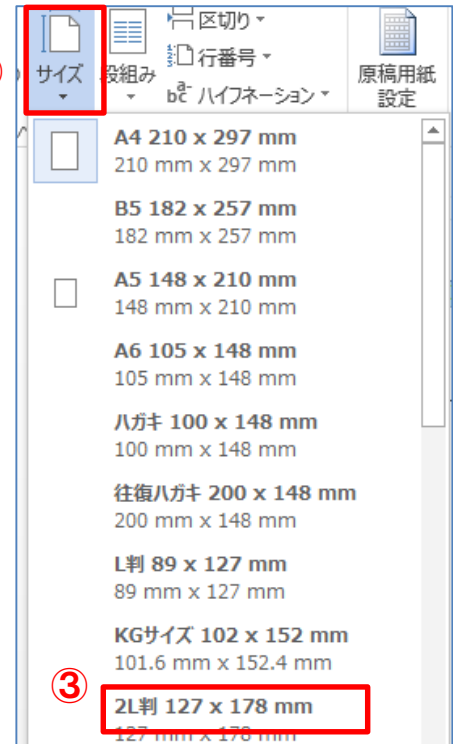 区切り
行番号
サイズ 段組み
bc ハイフネーション
原稿用紙
設定
A4 210 x 297 mm
210 mm x 297 mm
B5 182 x 257 mm
182 mm x 257 mm
A5 148 x 210 mm
148 mm x 210 mm
A6 105 x 148 mm
105 mm x 148 mm
ハガキ 100 x 148 mm
100 mm x 148 mm
往復ハガキ 200 x 148 mm
200 mm x 148 mm
L判 89 x 127 mm
89 mm x 127 mm
KGサイズ 102 x 152 mm
101.6 mm x 152.4 mm
③
2L判 127 x 178 mm
127 mm x 178 mm